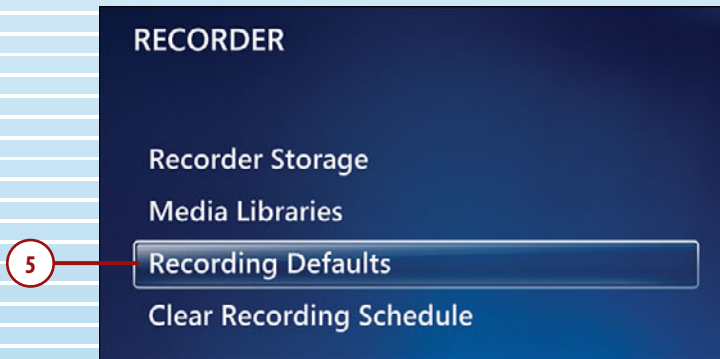 RECORDER
Recorder Storage
Media Libraries
5
Recording Defaults
Clear Recording Schedule